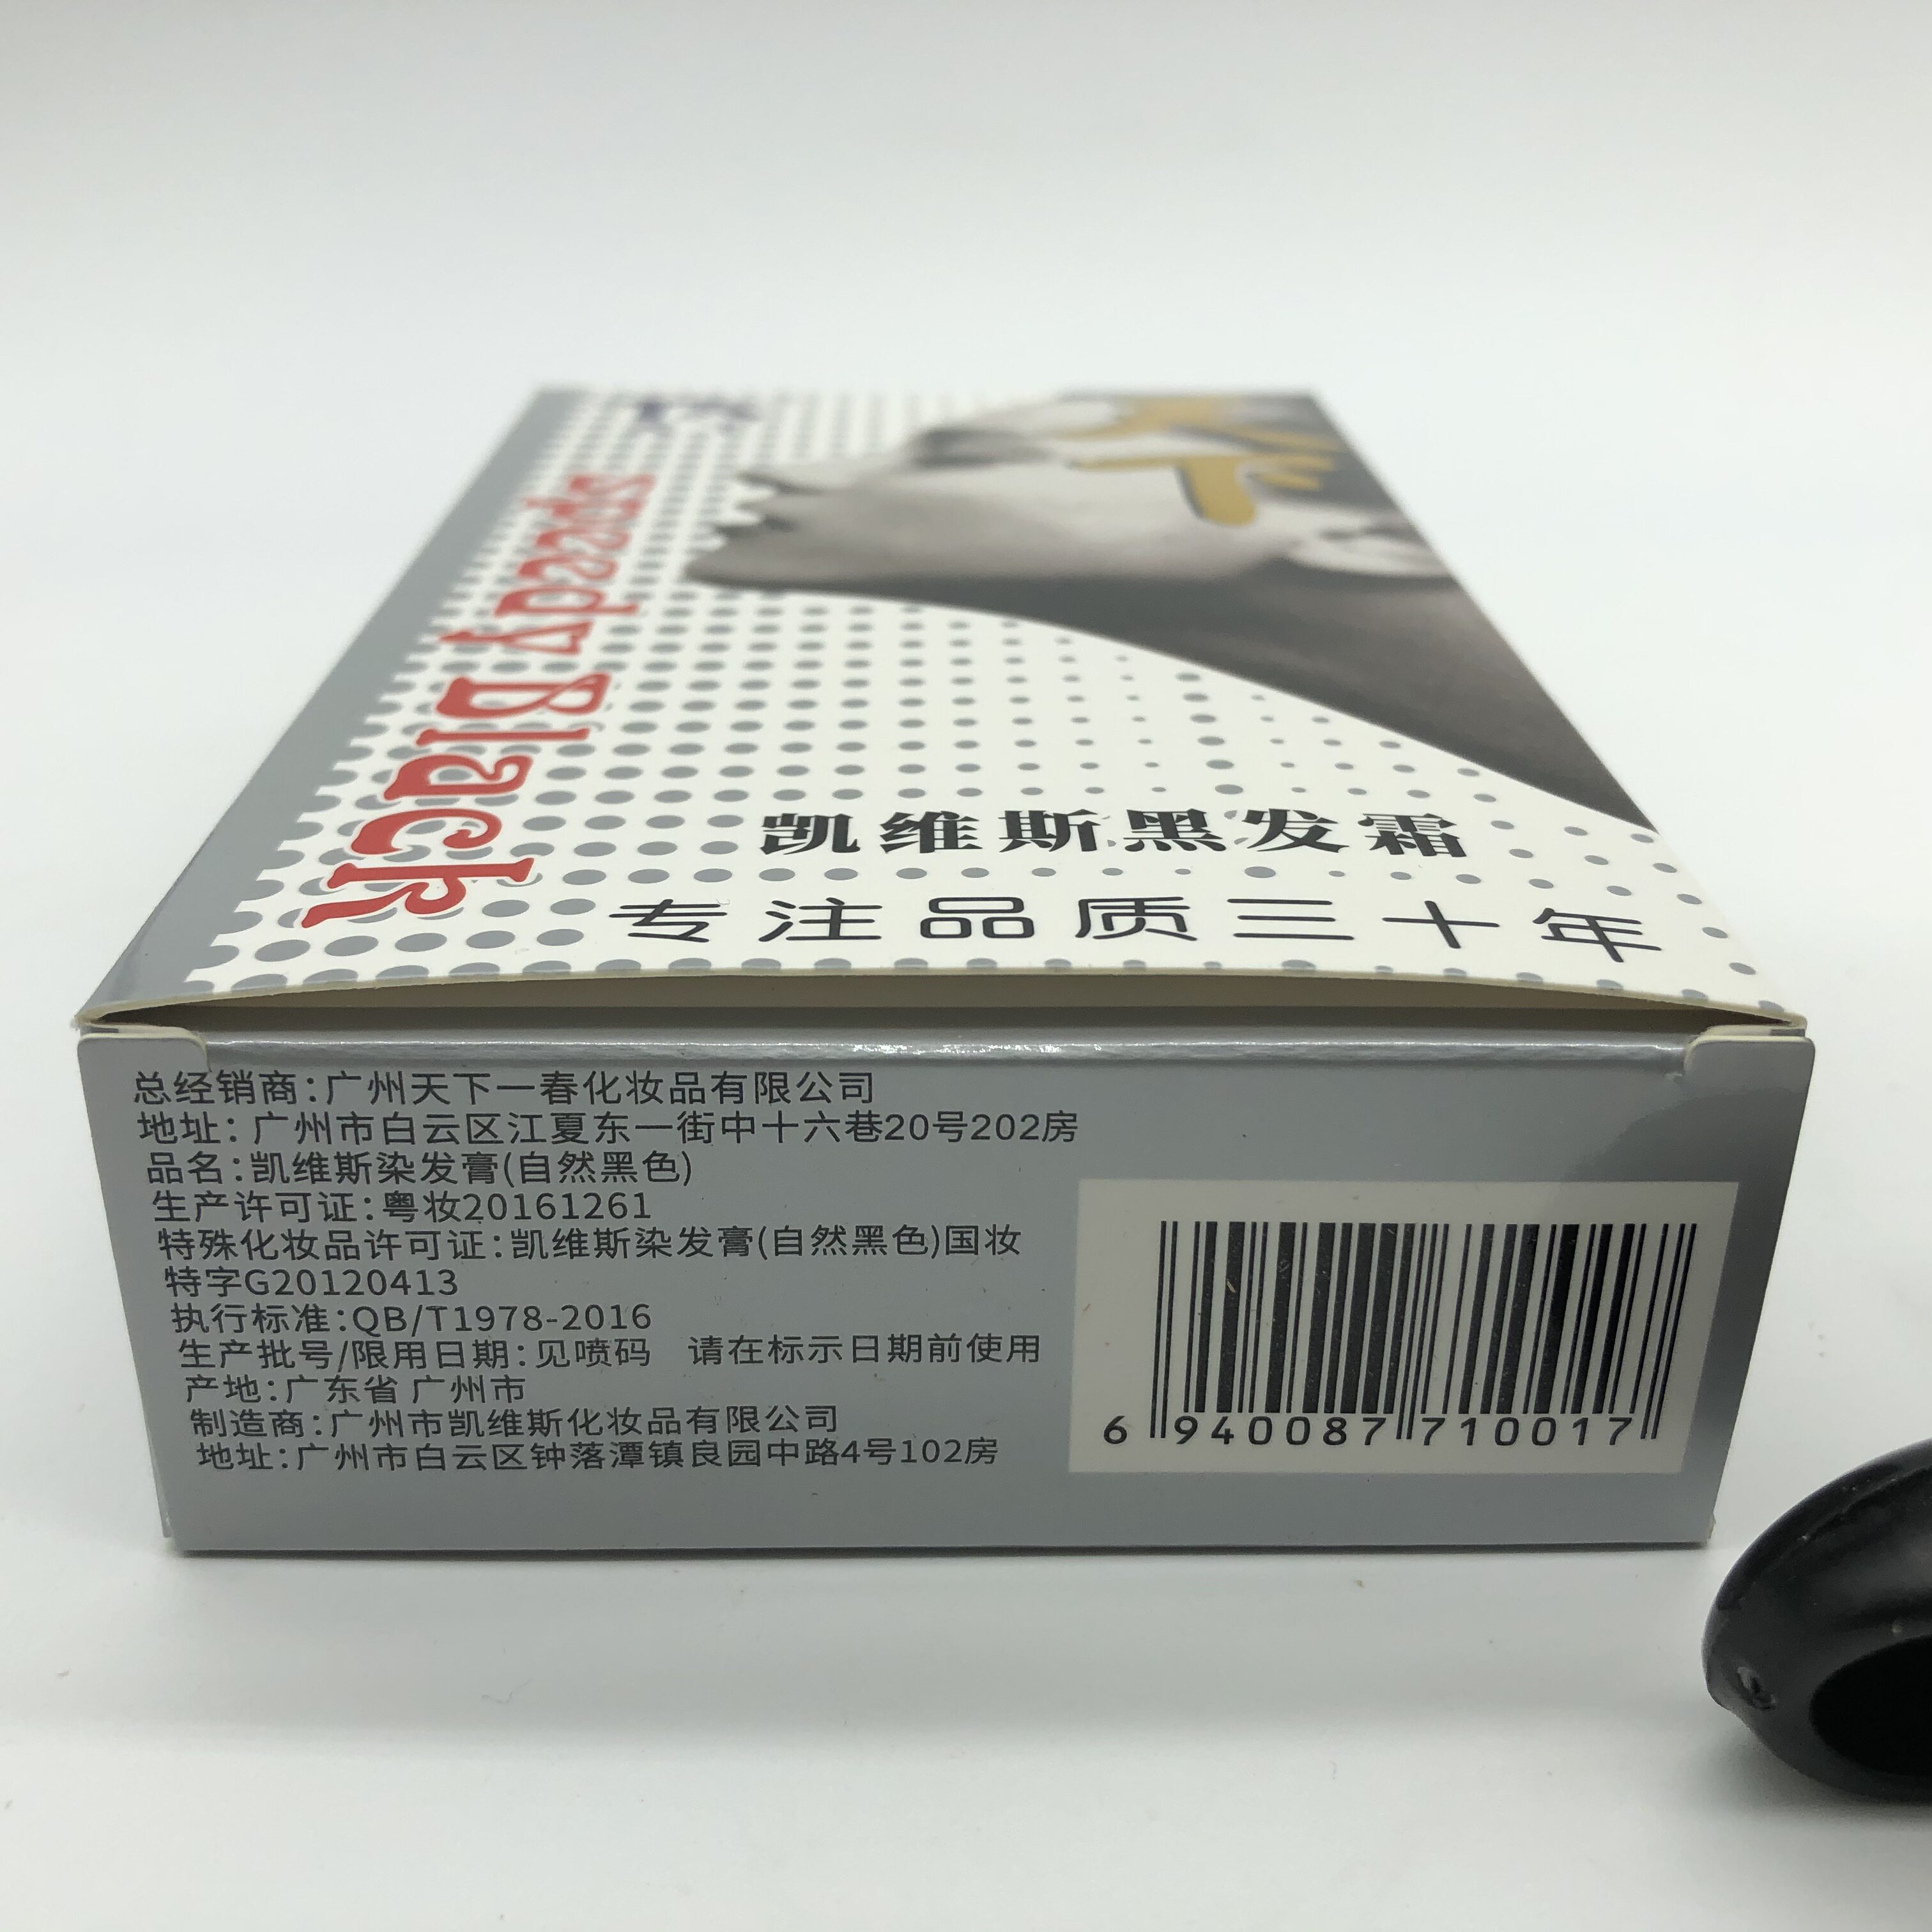 Speedy Black
凯维斯黑发霜
专注品质三十年
总经销商:广州天下一春化妆品有限公司
地址:广州市白云区江夏东一街中十六巷20号202房
品名:凯维斯染发膏(自然黑色)
生产许可证:粤妆20161261
特殊化妆品许可证:凯维斯染发膏(自然黑色)国妆
特字G20120413
执行标准:QB/T1978-2016
生产批号/限用日期:见喷码 请在标示日期前使用
产地:广东省 广州市
制造商:广州市凯维斯化妆品有限公司
地址:广州市白云区钟落潭镇良园中路4号102房
6 940087 710017